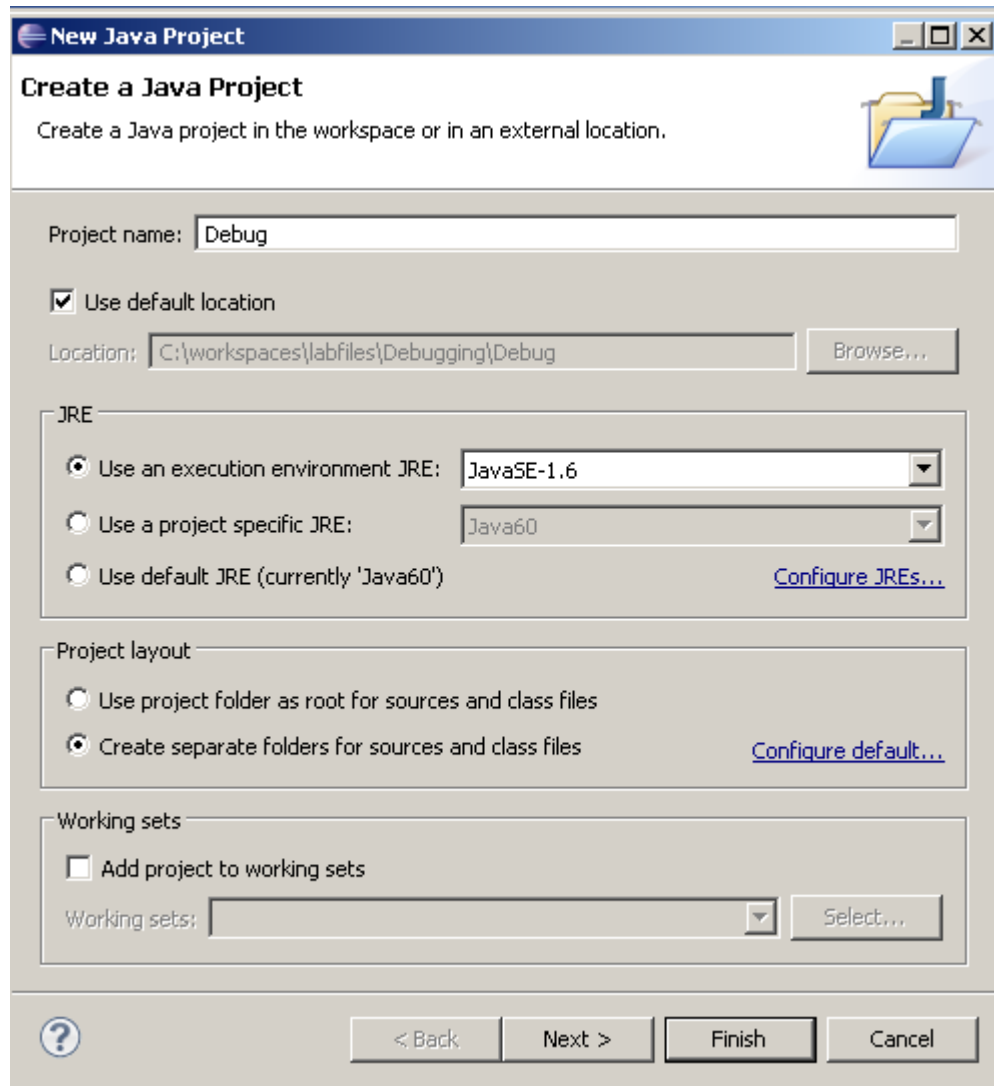 New Java Project
Create a Java Project
Create a Java project in the workspace or in an external location.
Project name: Debug
Use default location
Location: C:\workspaces\labfiles\Debugging\Debug Browse...
JRE
Use an execution environment JRE: JavaSE-1.6
Use a project specific JRE: Java60
Use default JRE (currently 'Java60') Configure JREs...
Project layout
Use project folder as root for sources and class files
Create separate folders for sources and class files Configure default...
Working sets
Add project to working sets
Working sets: Select...
? < Back Next > Finish Cancel